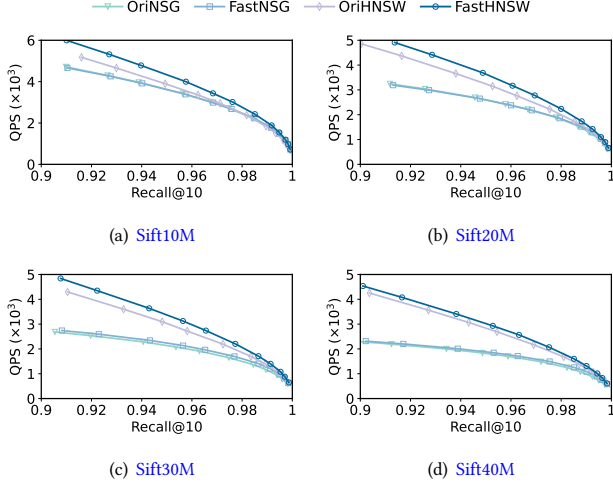 OriNSG FastNSG OriHNSW FastHNSW
QPS (×10³)
6
4
2
0
0.9 0.92 0.94 0.96 0.98 1
Recall@10
(a) Sift10M
QPS (×10³)
5
4
3
2
1
0
0.9 0.92 0.94 0.96 0.98 1
Recall@10
(b) Sift20M
QPS (×10³)
5
4
3
2
1
0
0.9 0.92 0.94 0.96 0.98 1
Recall@10
(c) Sift30M
QPS (×10³)
5
4
3
2
1
0
0.9 0.92 0.94 0.96 0.98 1
Recall@10
(d) Sift40M